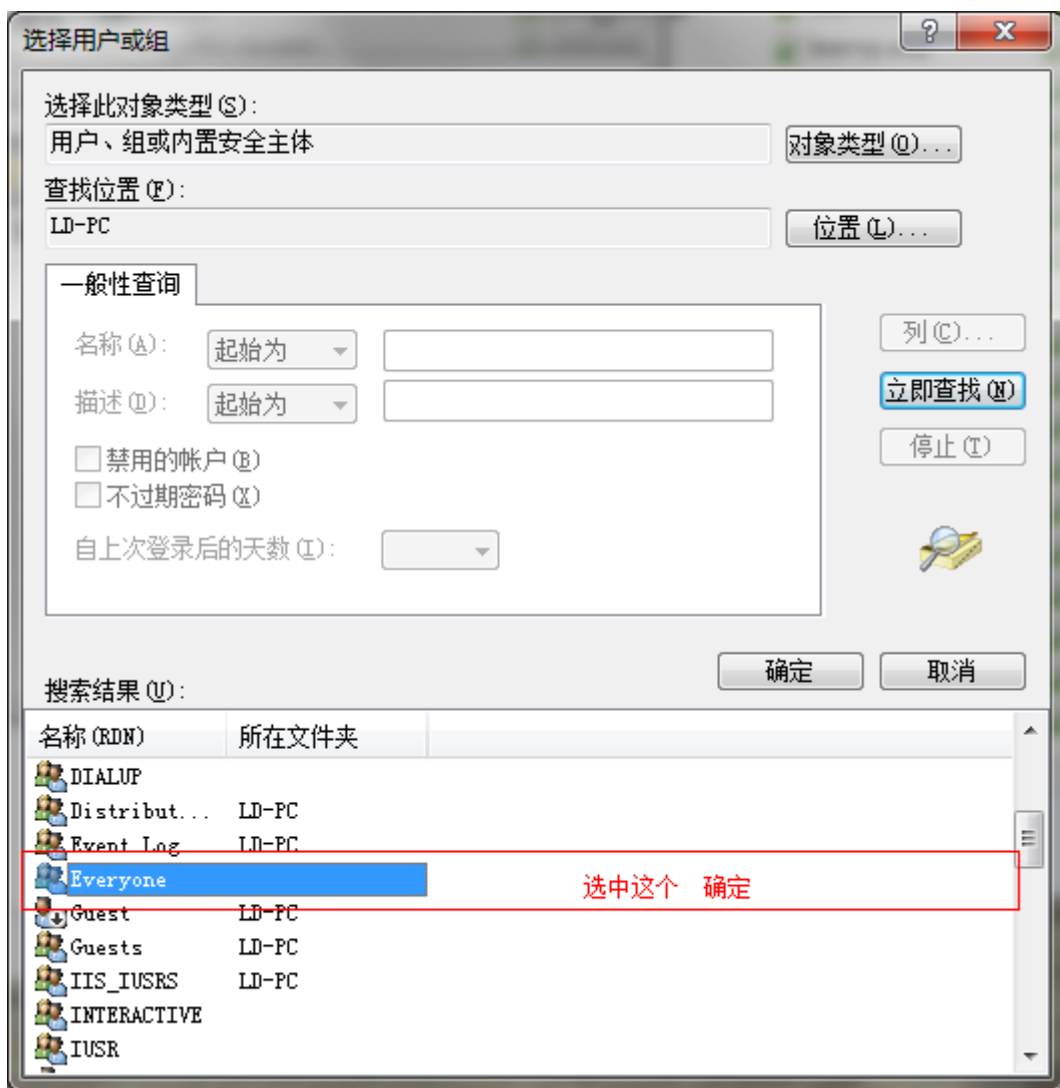 选择用户或组
选择此对象类型(S):
用户、组或内置安全主体
对象类型(O)...
查找位置(F):
LD-PC
位置(L)...
一般性查询
名称(A): 起始为
列(C)...
描述(D): 起始为
立即查找(N)
禁用的帐户(B)
停止(T)
不过期密码(X)
自上次登录后的天数(I):
确定 取消
搜索结果(U):
名称(RDN) 所在文件夹
DIALUP
Distribut... LD-PC
Event Log LD-PC
Everyone 选中这个 确定
Guest LD-PC
Guests LD-PC
IIS_IUSRS LD-PC
INTERACTIVE
IUSR